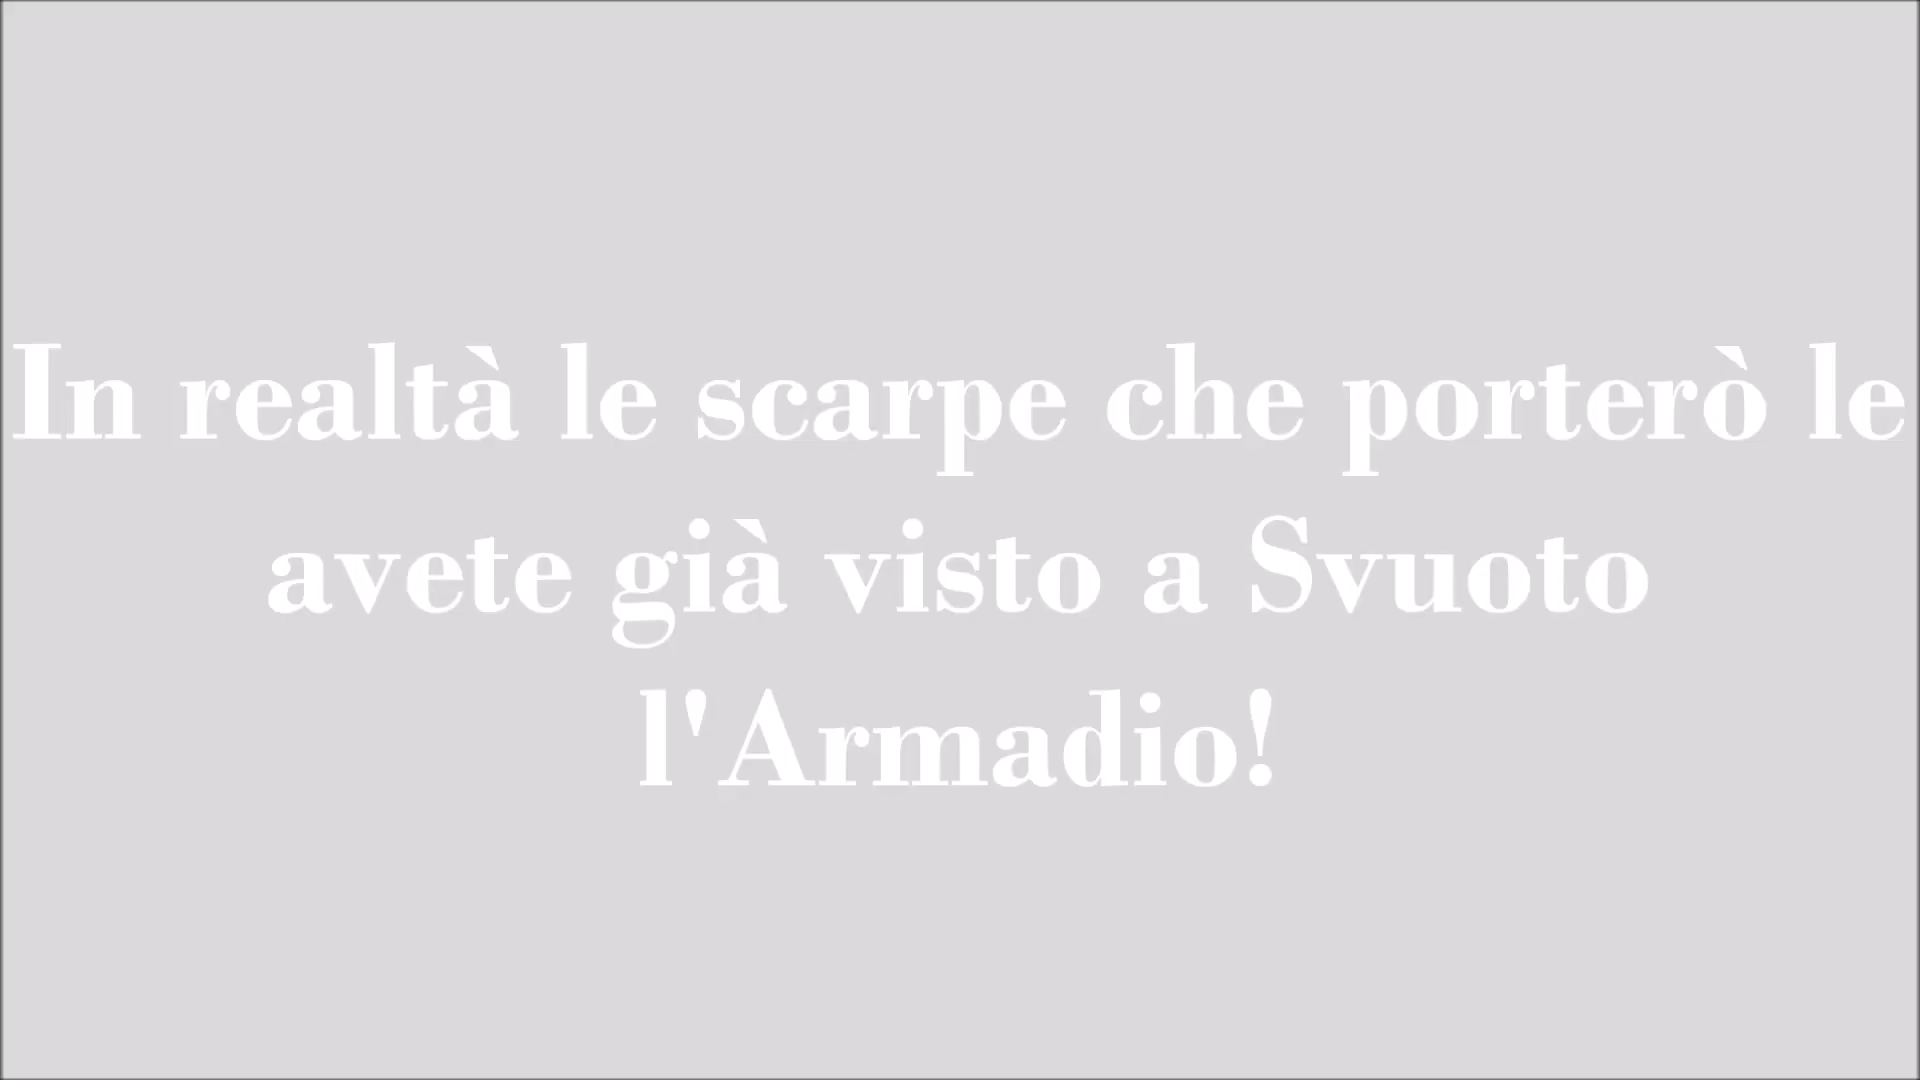 In realtà le scarpe che porterò le
avete già visto a Svuoto
l'Armadio!